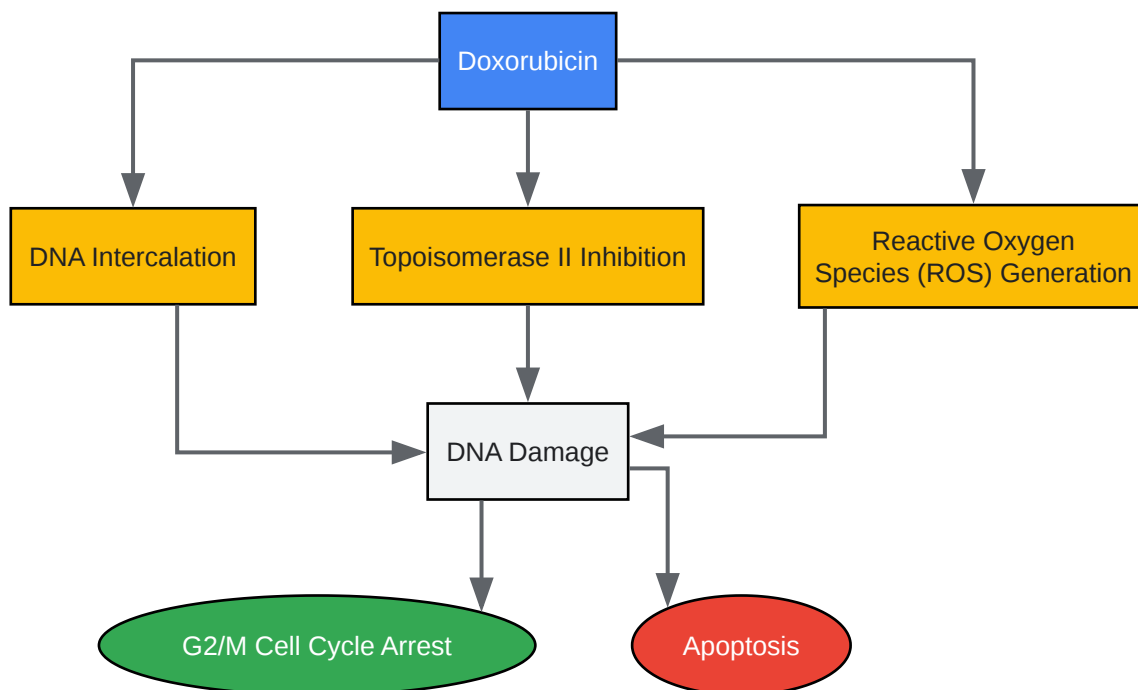 Doxorubicin
DNA Intercalation
Topoisomerase II Inhibition
Reactive Oxygen
Species (ROS) Generation
DNA Damage
G2/M Cell Cycle Arrest
Apoptosis